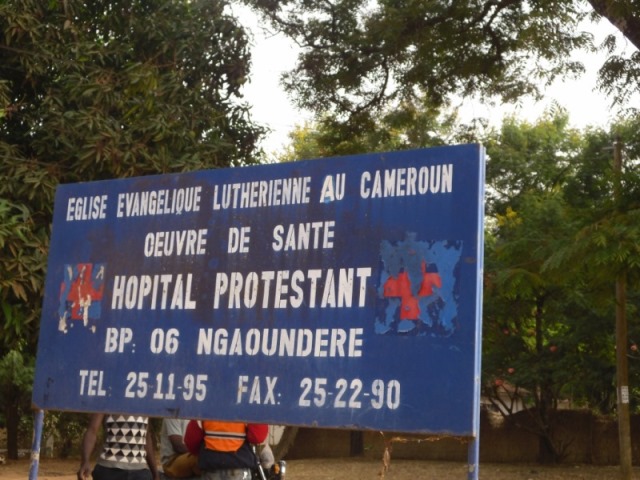 EGLISE EVANGELIQUE LUTHERIENNE AU CAMEROUN
OEUVRE DE SANTE
HOPITAL PROTESTANT
BP: 06 NGAOUNDERE
TEL: 25-11-95 FAX: 25-22-90